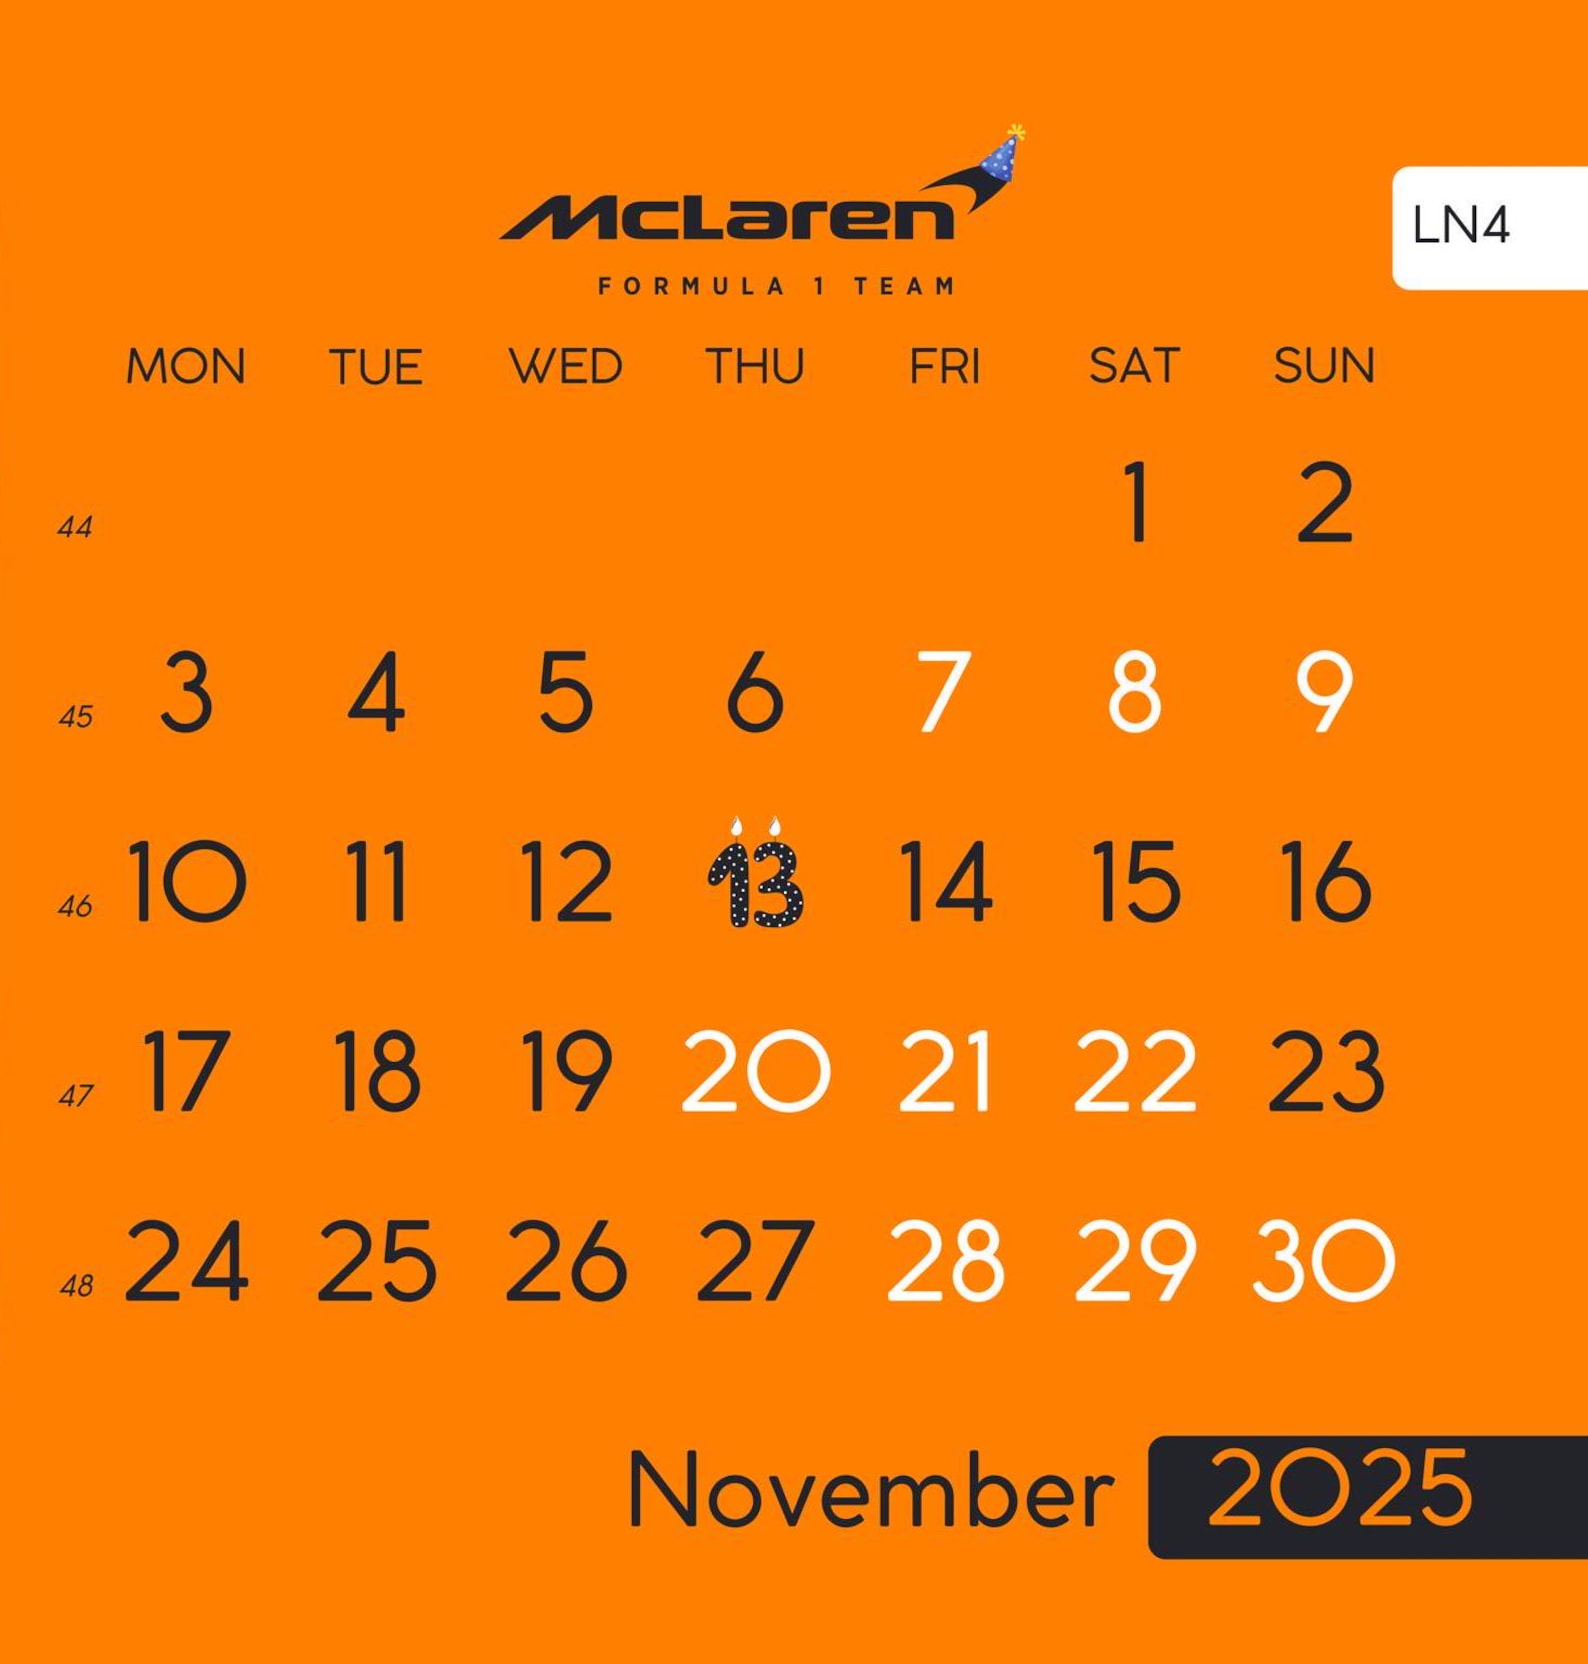 McLaren
FORMULA 1 TEAM
LN4
MON TUE WED THU FRI SAT SUN
44 1 2
45 3 4 5 6 7 8 9
46 10 11 12 13 14 15 16
47 17 18 19 20 21 22 23
48 24 25 26 27 28 29 30
November 2025